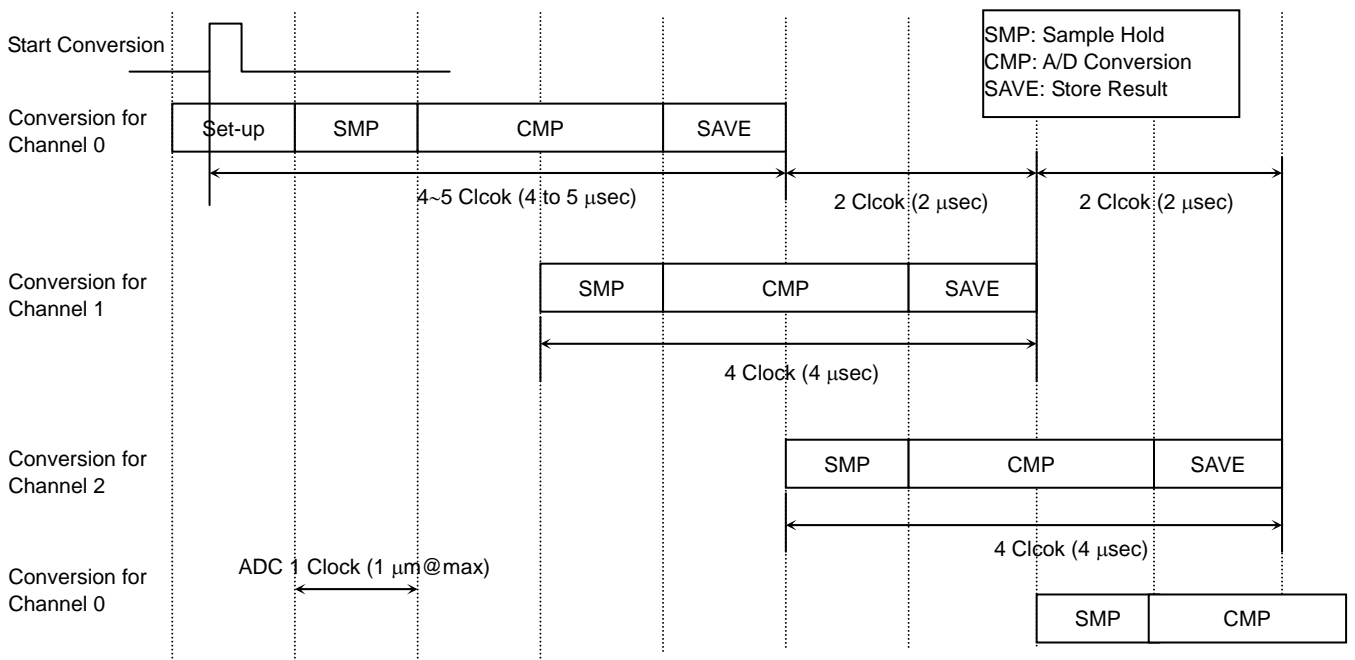 Start Conversion
SMP: Sample Hold
CMP: A/D Conversion
SAVE: Store Result
Conversion for
Channel 0
Set-up
SMP
CMP
SAVE
4~5 Clcok (4 to 5 μsec)
2 Clcok (2 μsec)
2 Clcok (2 μsec)
Conversion for
Channel 1
SMP
CMP
SAVE
4 Clock (4 μsec)
Conversion for
Channel 2
SMP
CMP
SAVE
4 Clcok (4 μsec)
ADC 1 Clock (1 μm@max)
Conversion for
Channel 0
SMP
CMP